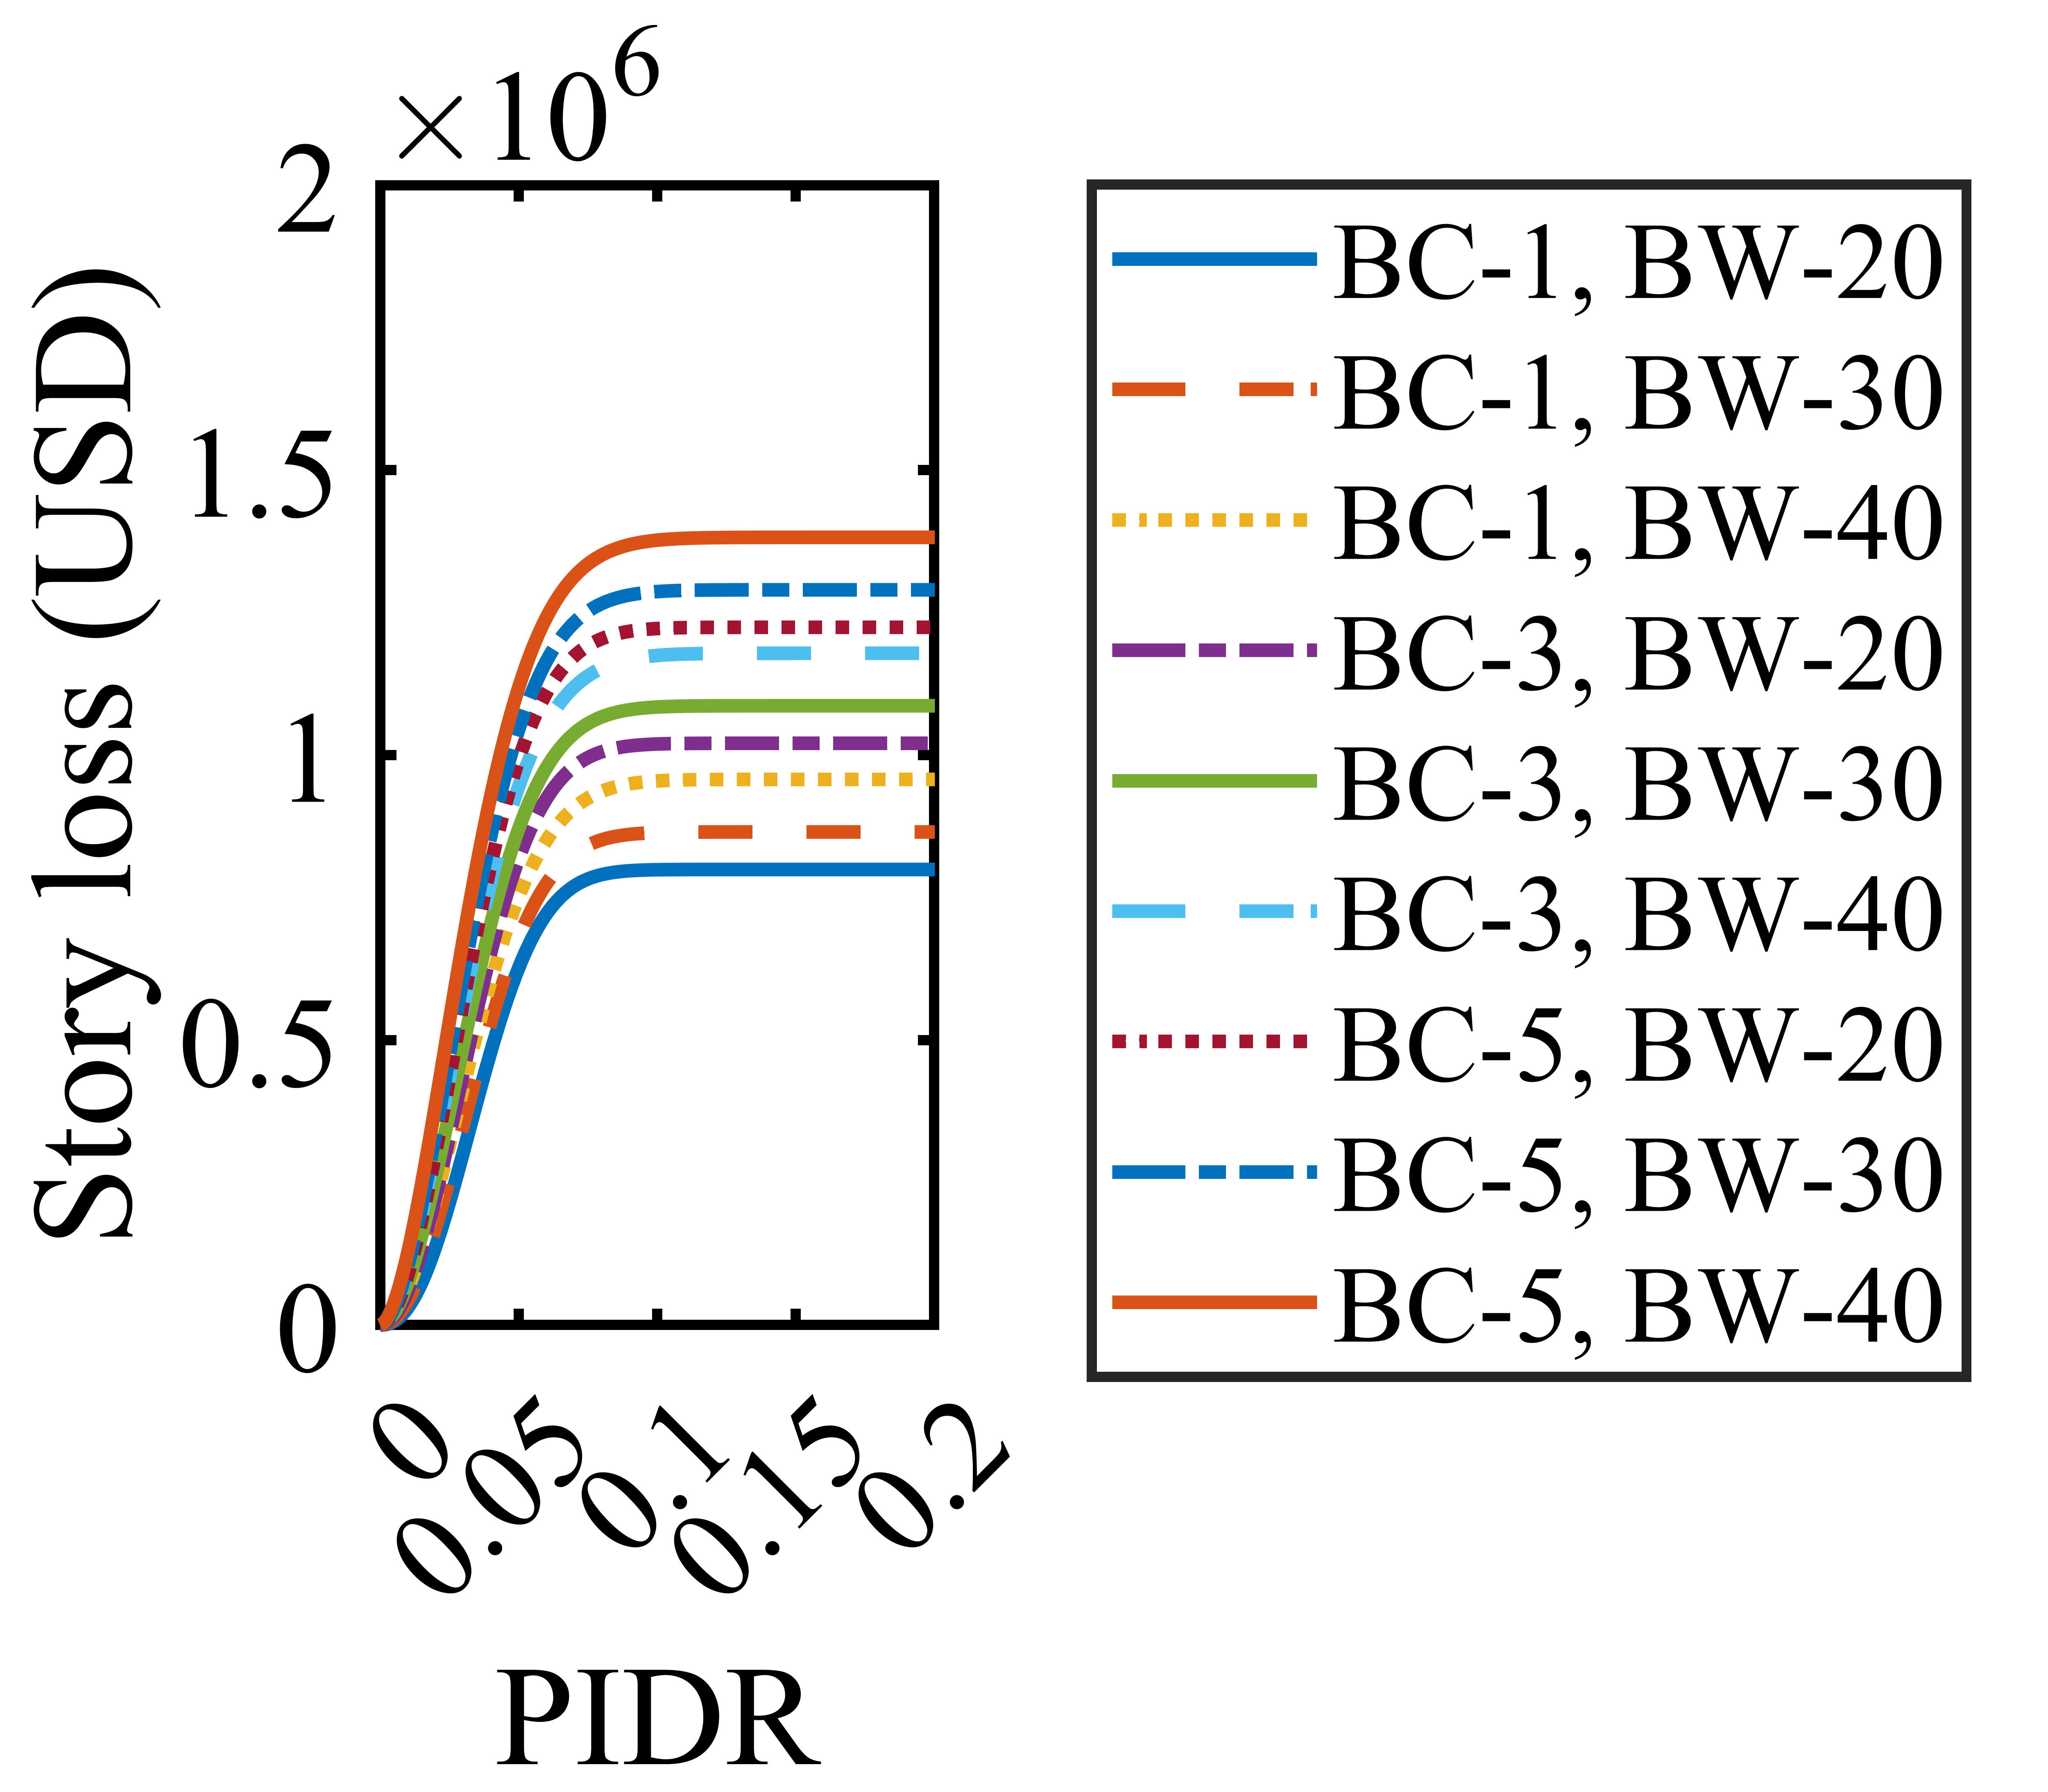 ×10⁶
2
1.5
1
0.5
0
Story loss (USD)
0
0.05
0.1
0.15
0.2
PIDR
BC-1, BW-20
BC-1, BW-30
BC-1, BW-40
BC-3, BW-20
BC-3, BW-30
BC-3, BW-40
BC-5, BW-20
BC-5, BW-30
BC-5, BW-40